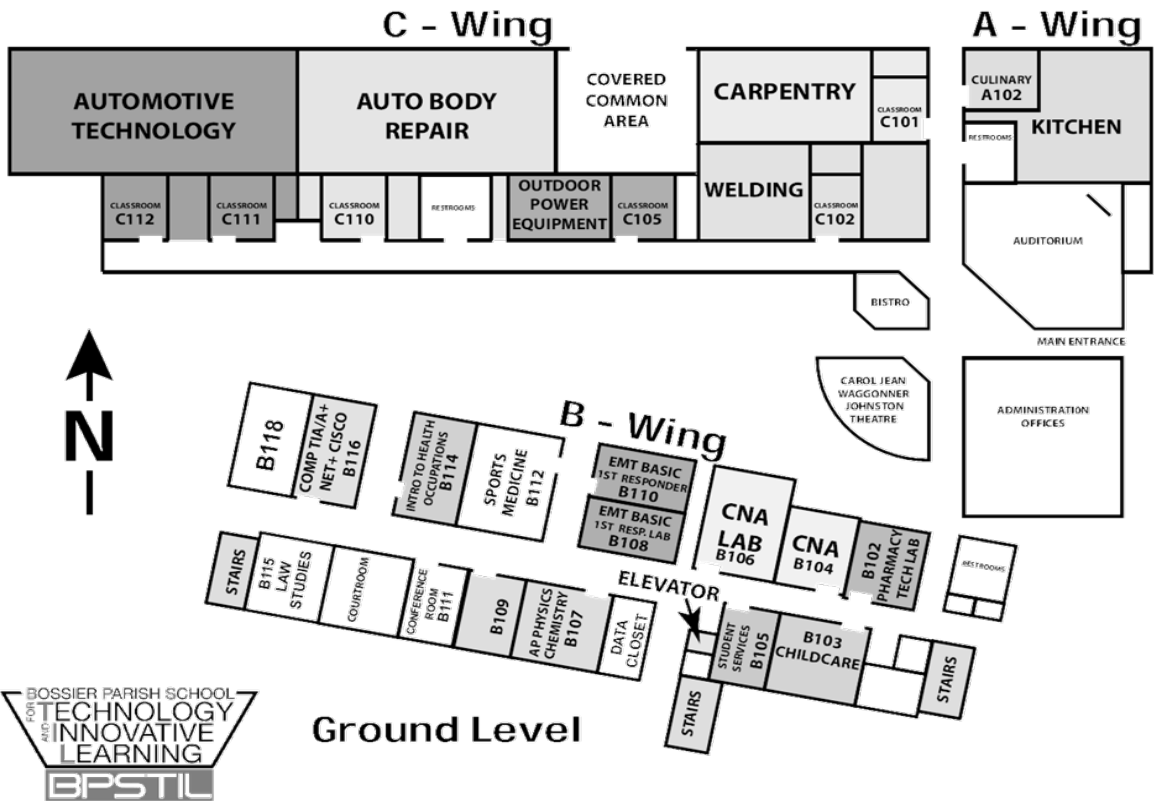 C - Wing
A - Wing
AUTOMOTIVE
TECHNOLOGY
AUTO BODY
REPAIR
COVERED
COMMON
AREA
CARPENTRY
CLASSROOM
C101
CULINARY
A102
KITCHEN
RESTROOMS
CLASSROOM
C112
CLASSROOM
C111
CLASSROOM
C110
RESTROOMS
OUTDOOR
POWER
EQUIPMENT
CLASSROOM
C105
WELDING
CLASSROOM
C102
AUDITORIUM
BISTRO
MAIN ENTRANCE
CAROL JEAN
WAGGONNER
JOHNSTON
THEATRE
ADMINISTRATION
OFFICES
N
B - Wing
B118
COMP TIA/A+
NET+ CISCO
B116
INTRO TO HEALTH
OCCUPATIONS
B114
SPORTS
MEDICINE
B112
EMT BASIC
1ST RESPONDER
B110
EMT BASIC
1ST RESP. LAB
B108
CNA
LAB
B106
CNA
B104
B102
PHARMACY
TECH LAB
RESTROOMS
STAIRS
B115
LAW
STUDIES
COURTROOM
CONFERENCE
ROOM
B111
B109
AP PHYSICS
CHEMISTRY
B107
DATA
CLOSET
ELEVATOR
STUDENT
SERVICES
B105
B103
CHILDCARE
STAIRS
STAIRS
Ground Level
BOSSIER PARISH SCHOOL
FOR TECHNOLOGY
AND INNOVATIVE
LEARNING
BPSTIL